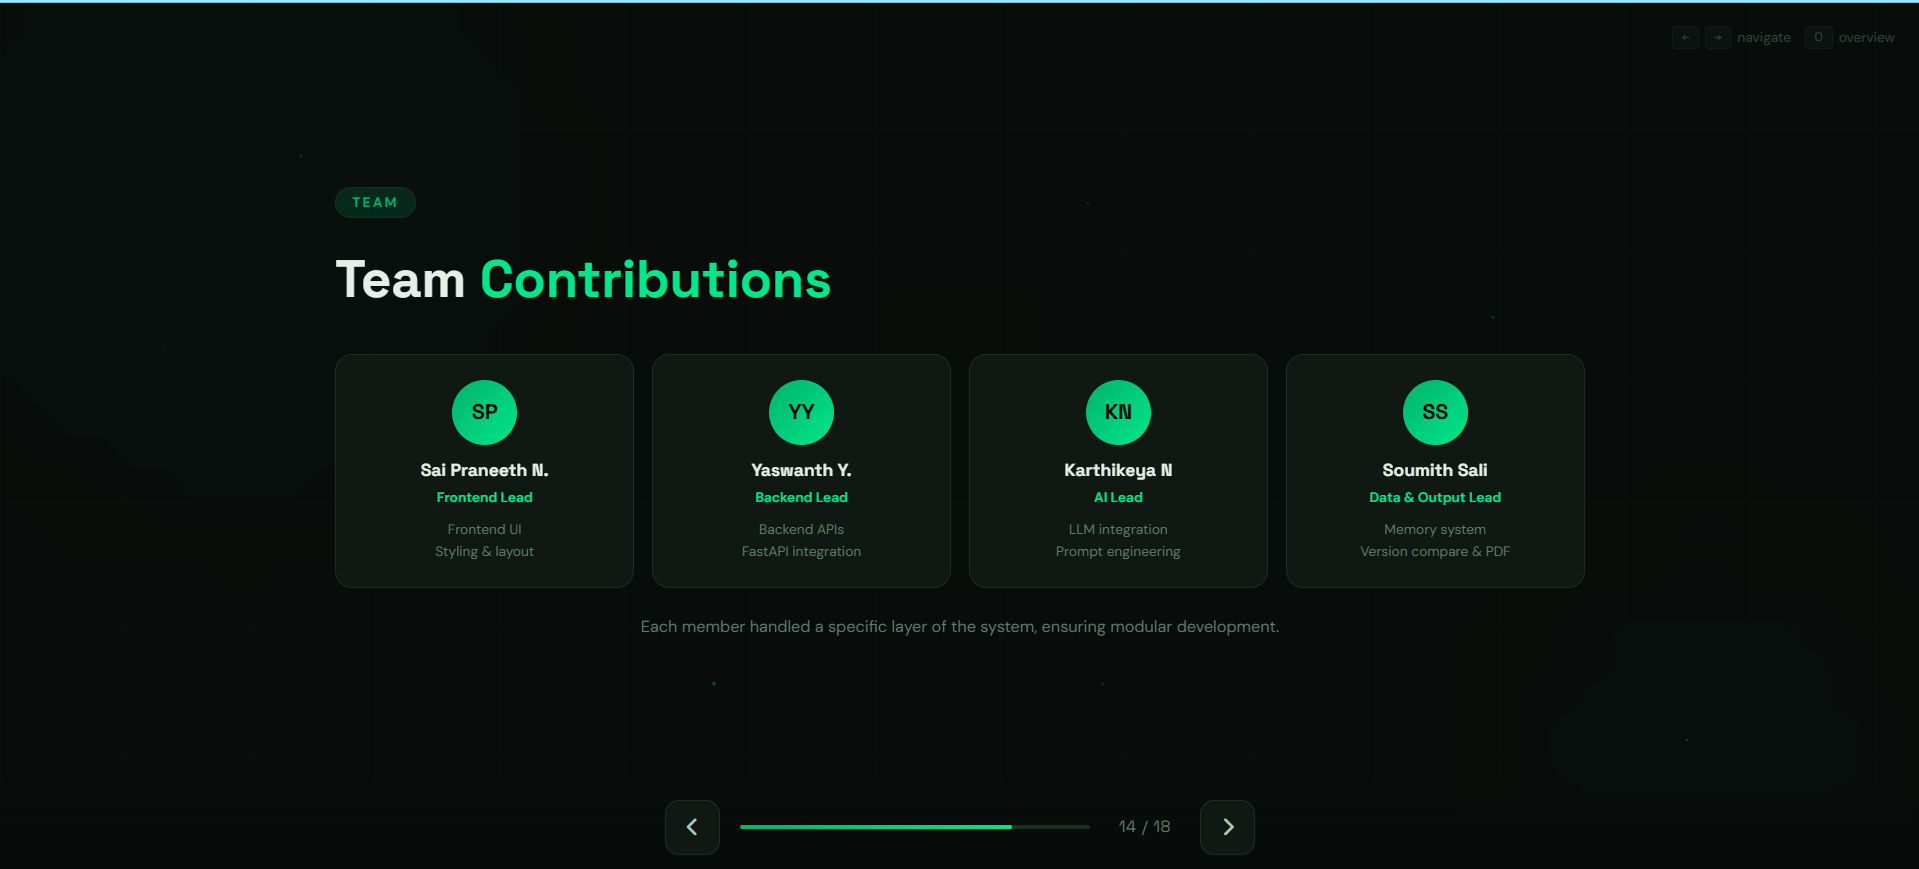 ← → navigate O overview
TEAM
Team Contributions
SP
Sai Praneeth N.
Frontend Lead
Frontend UI
Styling & layout
YY
Yaswanth Y.
Backend Lead
Backend APIs
FastAPI integration
KN
Karthikeya N
AI Lead
LLM integration
Prompt engineering
SS
Soumith Sali
Data & Output Lead
Memory system
Version compare & PDF
Each member handled a specific layer of the system, ensuring modular development.
14 / 18